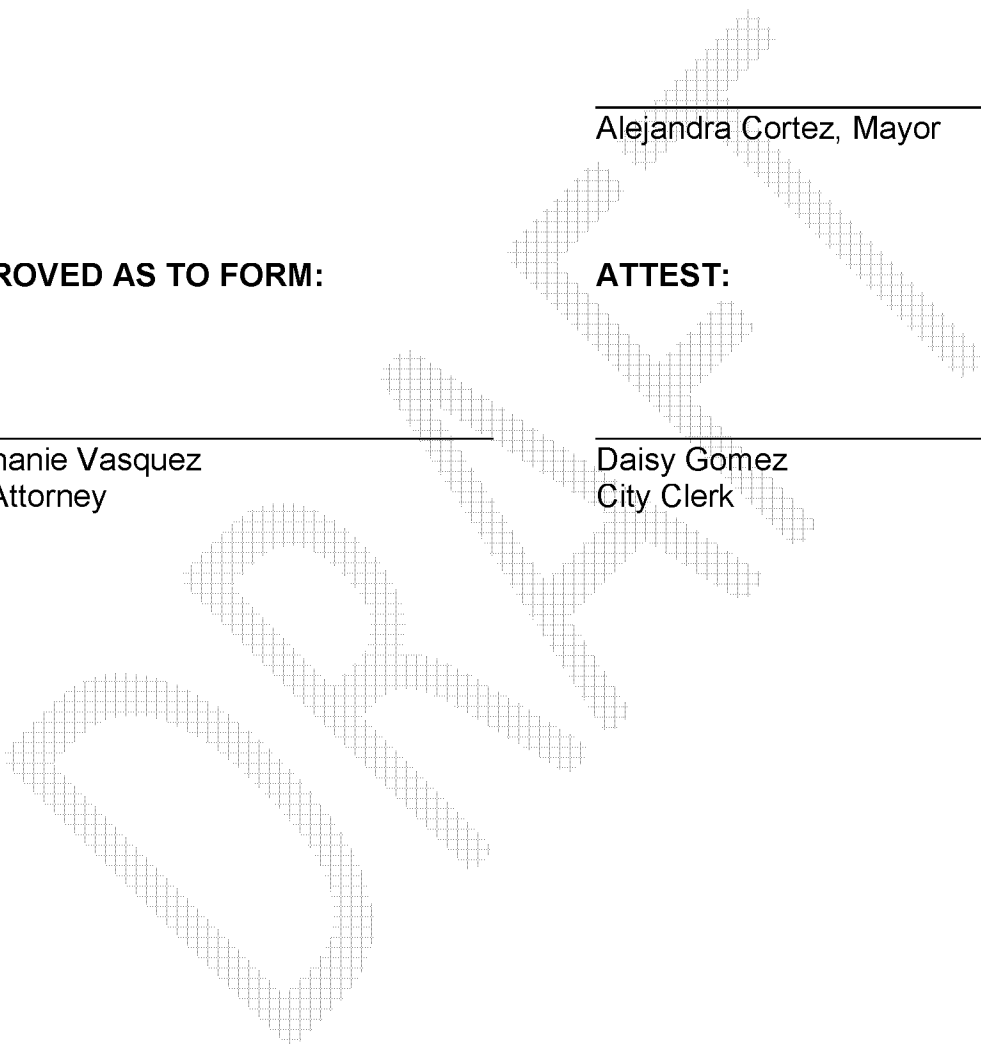 Alejandra Cortez, Mayor
ROVED AS TO FORM:
ATTEST:
hanie Vasquez
Attorney
Daisy Gomez
City Clerk
DRAFT